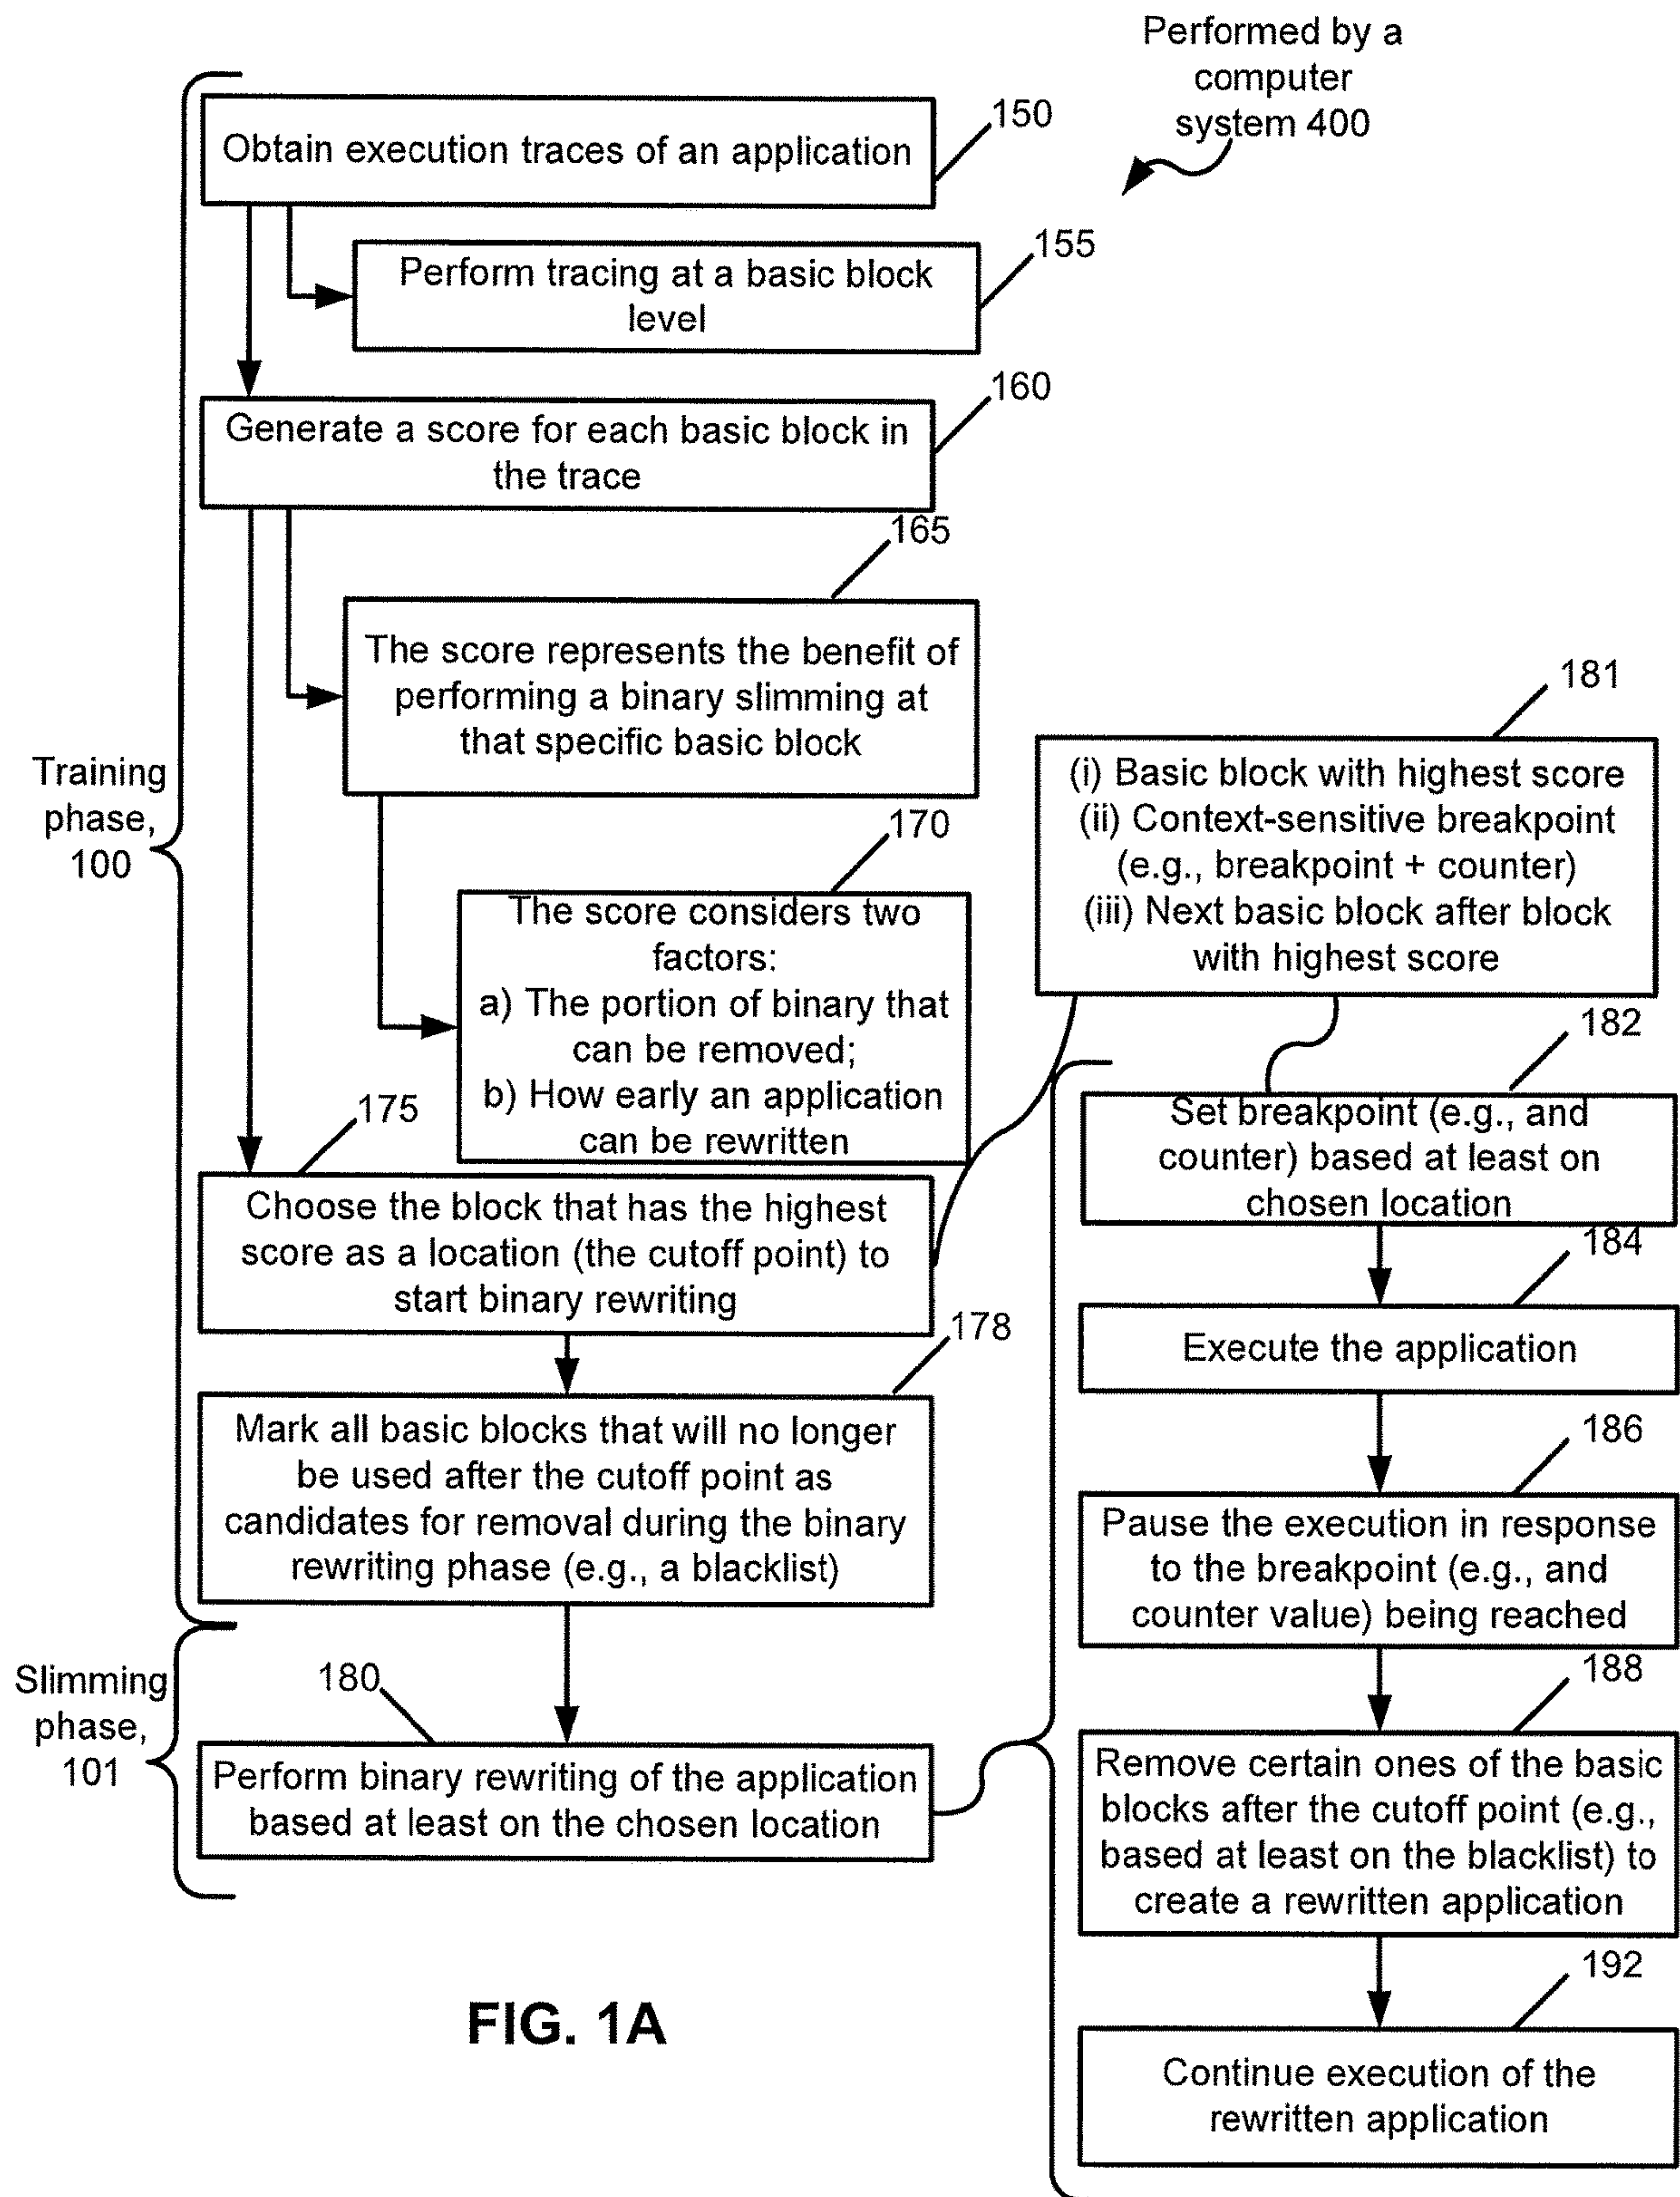 Performed by a
computer
system 400
150
Obtain execution traces of an application
155
Perform tracing at a basic block
level
160
Generate a score for each basic block in
the trace
165
The score represents the benefit of
performing a binary slimming at
that specific basic block
Training
phase,
100
170
The score considers two
factors:
a) The portion of binary that
can be removed;
b) How early an application
can be rewritten
175
Choose the block that has the highest
score as a location (the cutoff point) to
start binary rewriting
178
Mark all basic blocks that will no longer
be used after the cutoff point as
candidates for removal during the binary
rewriting phase (e.g., a blacklist)
Slimming
phase,
101
180
Perform binary rewriting of the application
based at least on the chosen location
181
(i) Basic block with highest score
(ii) Context-sensitive breakpoint
(e.g., breakpoint + counter)
(iii) Next basic block after block
with highest score
182
Set breakpoint (e.g., and
counter) based at least on
chosen location
184
Execute the application
186
Pause the execution in response
to the breakpoint (e.g., and
counter value) being reached
188
Remove certain ones of the basic
blocks after the cutoff point (e.g.,
based at least on the blacklist) to
create a rewritten application
192
Continue execution of the
rewritten application
FIG. 1A